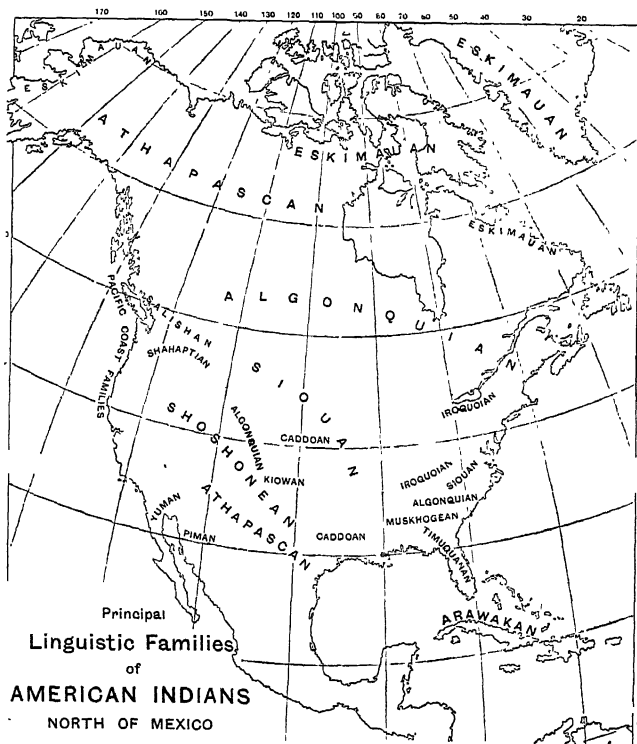 170 160 150 140 130 120 110 100 90 80 70 60 50 40 30 20
ESKIMAUAN
ESKIMAUAN
ATHAPASCAN
ESKIMAUAN
ESKIMAUAN
PACIFIC COAST FAMILIES
SALISHAN
SHAHAPTIAN
ALGONQUIAN
SIOUAN
IROQUOIAN
SHOSHONEAN
ALGONQUIAN
CADDOAN
KIOWAN
IROQUOIAN
SIOUAN
ALGONQUIAN
MUSKHOGEAN
TIMUQUANAN
YUMAN
PIMAN
ATHAPASCAN
CADDOAN
ARAWAKAN
Principal
Linguistic Families
of
AMERICAN INDIANS
NORTH OF MEXICO